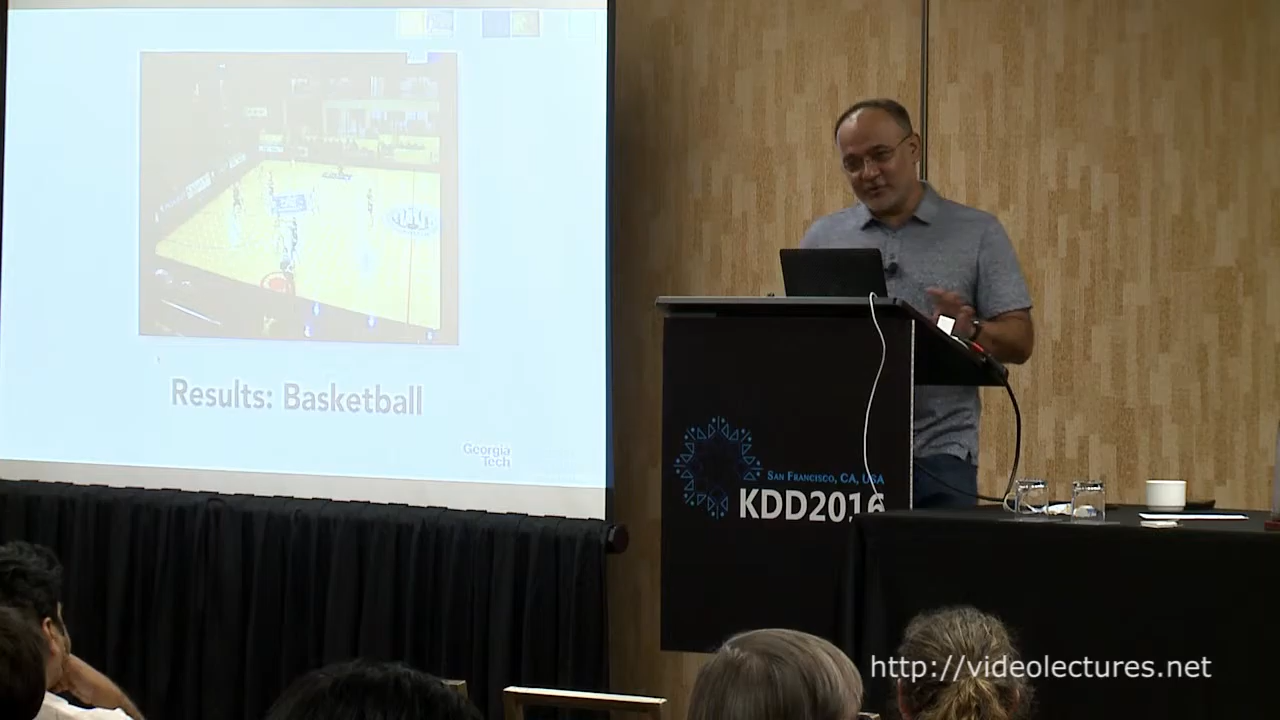 Results: Basketball
Georgia
Tech
San Francisco, CA, USA
KDD2016
http://videolectures.net